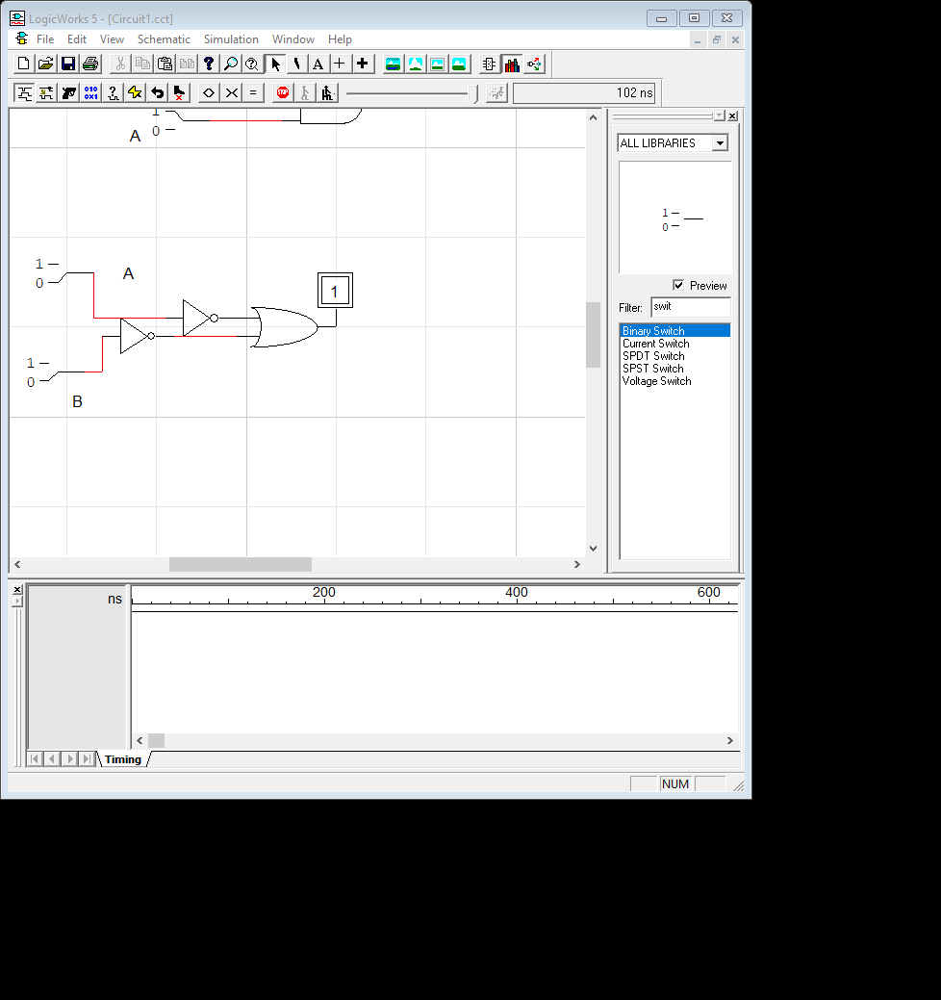 LogicWorks 5 - [Circuit1.cct]
File Edit View Schematic Simulation Window Help
A
010
0X1
?
=
STOP
102 ns
1
0
A
1
0
A
1
1
0
B
ALL LIBRARIES
1
0
Preview
Filter: swit
Binary Switch
Current Switch
SPDT Switch
SPST Switch
Voltage Switch
ns
200 400 600
Timing
NUM